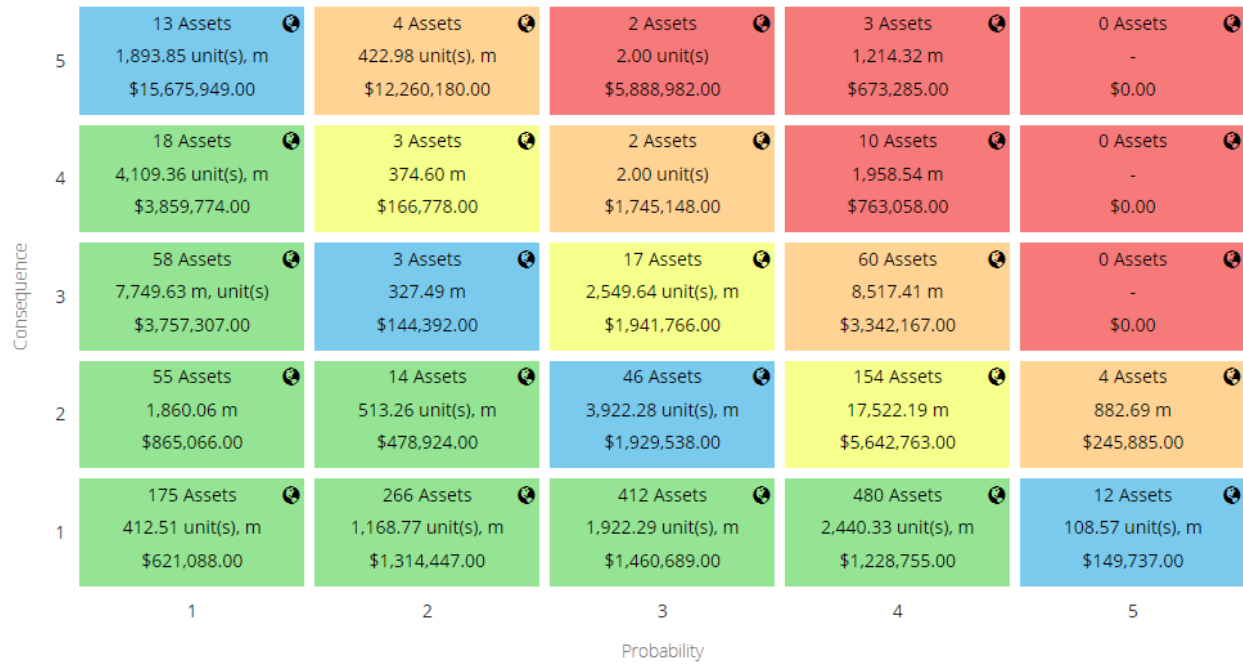 13 Assets
1,893.85 unit(s), m
$15,675,949.00
4 Assets
422.98 unit(s), m
$12,260,180.00
2 Assets
2.00 unit(s)
$5,888,982.00
3 Assets
1,214.32 m
$673,285.00
0 Assets
-
$0.00
5
18 Assets
4,109.36 unit(s), m
$3,859,774.00
3 Assets
374.60 m
$166,778.00
2 Assets
2.00 unit(s)
$1,745,148.00
10 Assets
1,958.54 m
$763,058.00
0 Assets
-
$0.00
4
58 Assets
7,749.63 m, unit(s)
$3,757,307.00
3 Assets
327.49 m
$144,392.00
17 Assets
2,549.64 unit(s), m
$1,941,766.00
60 Assets
8,517.41 m
$3,342,167.00
0 Assets
-
$0.00
3
Consequence
55 Assets
1,860.06 m
$865,066.00
14 Assets
513.26 unit(s), m
$478,924.00
46 Assets
3,922.28 unit(s), m
$1,929,538.00
154 Assets
17,522.19 m
$5,642,763.00
4 Assets
882.69 m
$245,885.00
2
175 Assets
412.51 unit(s), m
$621,088.00
266 Assets
1,168.77 unit(s), m
$1,314,447.00
412 Assets
1,922.29 unit(s), m
$1,460,689.00
480 Assets
2,440.33 unit(s), m
$1,228,755.00
12 Assets
108.57 unit(s), m
$149,737.00
1
1
2
3
4
5
Probability